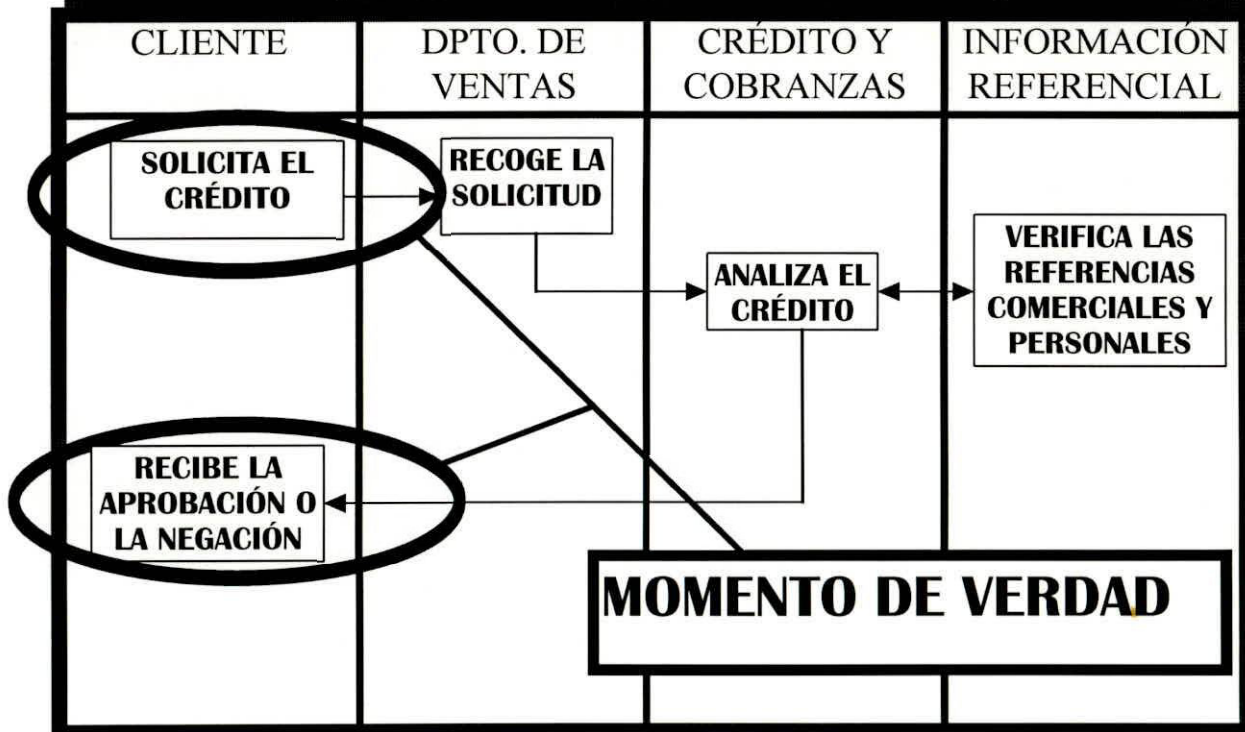 CLIENTE
DPTO. DE
VENTAS
CRÉDITO Y
COBRANZAS
INFORMACIÓN
REFERENCIAL
SOLICITA EL
CRÉDITO
RECOGE LA
SOLICITUD
ANALIZA EL
CRÉDITO
VERIFICA LAS
REFERENCIAS
COMERCIALES Y
PERSONALES
RECIBE LA
APROBACIÓN O
LA NEGACIÓN
MOMENTO DE VERDAD